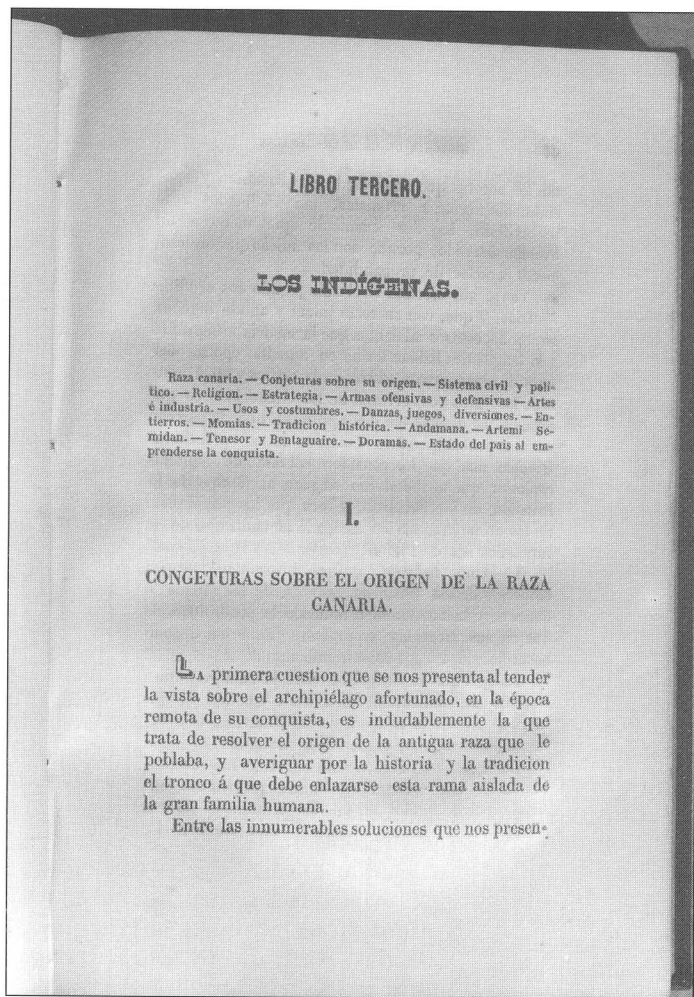 LIBRO TERCERO.
LOS INDÍGENAS.
Raza canaria. — Conjeturas sobre su origen. — Sistema civil y polí-
tico. — Religion. — Estrategia. — Armas ofensivas y defensivas — Artes
é industria. — Usos y costumbres. — Danzas, juegos, diversiones. — En-
tierros. — Momias. — Tradicion histórica. — Andamana. — Artemi Se-
midan. — Tenesor y Bentaguaire. — Doramas. — Estado del pais al em-
prenderse la conquista.
I.
CONGETURAS SOBRE EL ORIGEN DE LA RAZA
CANARIA.
LA primera cuestion que se nos presenta al tender
la vista sobre el archipiélago afortunado, en la época
remota de su conquista, es indudablemente la que
trata de resolver el origen de la antigua raza que le
poblaba, y averiguar por la historia y la tradicion
el tronco á que debe enlazarse esta rama aislada de
la gran familia humana.
Entre las innumerables soluciones que nos presen-